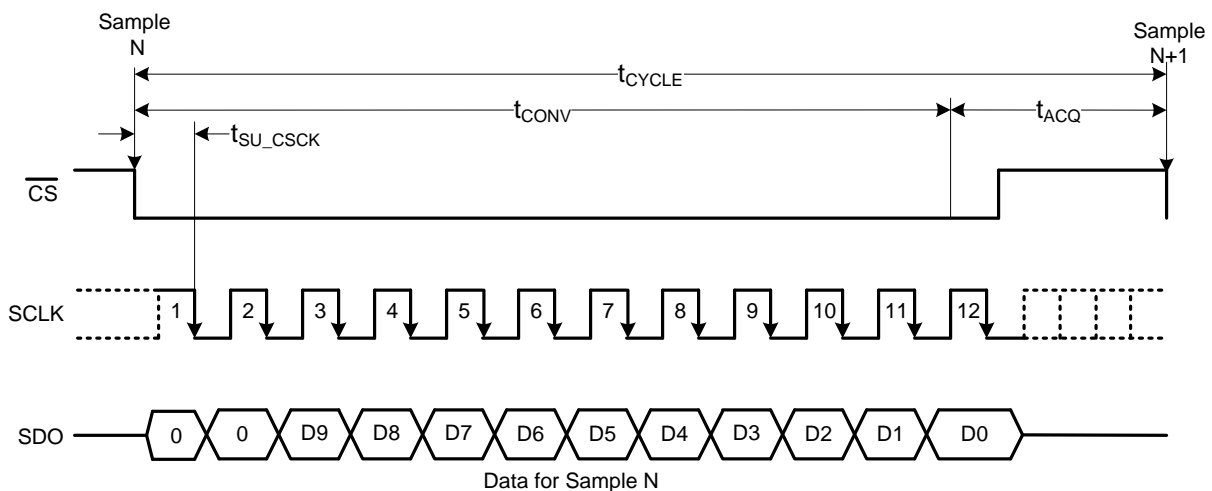 Sample
N
Sample
N+1
tCYCLE
tCONV
tACQ
tSU_CSCK
CS
SCLK
1 2 3 4 5 6 7 8 9 10 11 12
SDO
0 0 D9 D8 D7 D6 D5 D4 D3 D2 D1 D0
Data for Sample N